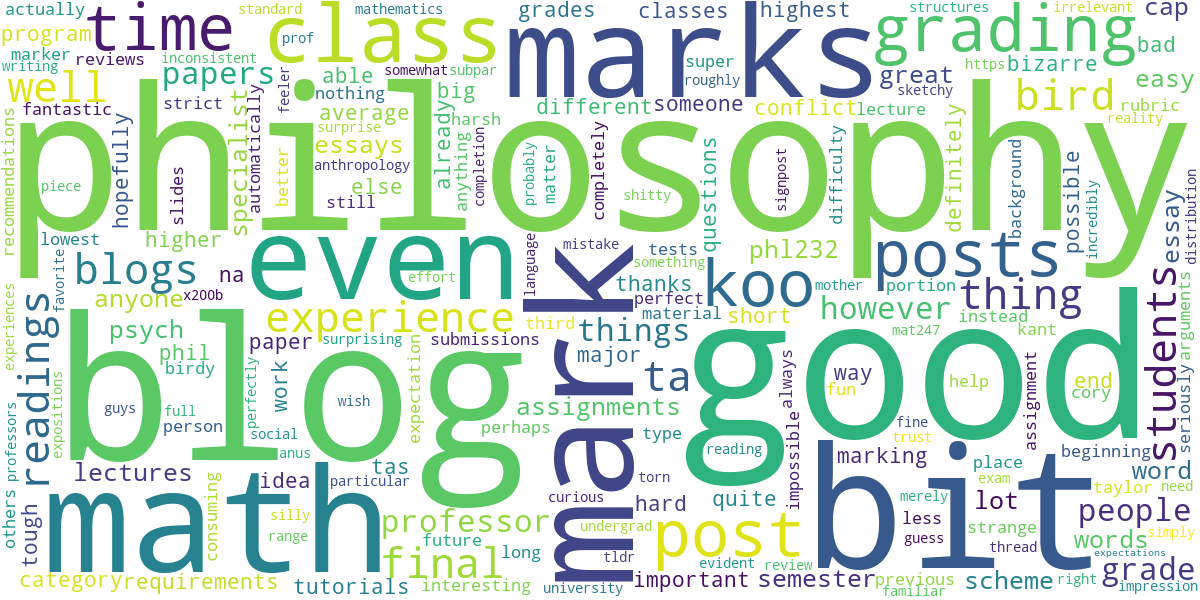 actually
standard
mathematics
structures
irrelevant
cap
program
time
prof
class
marks
grades
classes
highest
grading
bad
marker
reviews
inconsistent
writing
well
papers
able
somewhat
subpar
super
roughly
great
sketchy
https
bizarre
easy
nothing
big
different
someone
conflict
lecture
bird
rubric
reality
fantastic
strict
feeler
average
harsh
philosophy
recommendations
hopefully
slides
specialist
automatically
better
surprise
essays
anthropology
already
anything
completion
probably
matter
completely
questions
signpost
difficulty
definitely
background
possible
incredibly
essay
distribution
piece
else
still
shitty
lowest
higher
even
language
mistake
tests
something
phl232
posts
blogs
na
effort
thanks
koo
mother
portion
thing
students
arguments
favorite
anyone
x200b
experience
perfect
material
short
however
instead
mat247
kant
experiences
readings
psych
third
things
phil
paper
surprising
submissions
mark
major
birdy
blog
ta
good
way
fun
help
end
cory
work
wish
expectation
guys
full
perfectly
person
social
assignments
perhaps
type
always
impossible
fine
trust
assignment
seriously
expositions
anus
reading
marking
beginning
lectures
idea
particular
tas
torn
curious
hard
quite
place
exam
word
professors
others
tough
math
consuming
silly
range
professor
undergrad
post
bit
merely
lot
taylor
need
less
guess
strange
people
simply
final
future
long
tldr
evident
review
thread
words
expectations
category
requirements
tutorials
interesting
university
important
semester
previous
familiar
scheme
right
grade
impression